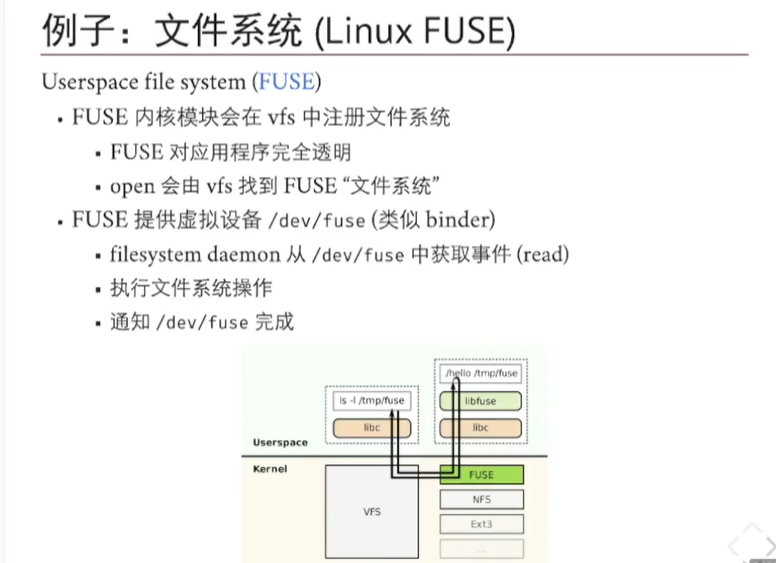 例子：文件系统 (Linux FUSE)
Userspace file system (FUSE)
• FUSE 内核模块会在 vfs 中注册文件系统
▪ FUSE 对应用程序完全透明
▪ open 会由 vfs 找到 FUSE “文件系统”
• FUSE 提供虚拟设备 /dev/fuse (类似 binder)
▪ filesystem daemon 从 /dev/fuse 中获取事件 (read)
▪ 执行文件系统操作
▪ 通知 /dev/fuse 完成
./hello /tmp/fuse
ls -l /tmp/fuse
libfuse
libc
libc
Userspace
Kernel
FUSE
NFS
VFS
Ext3
...